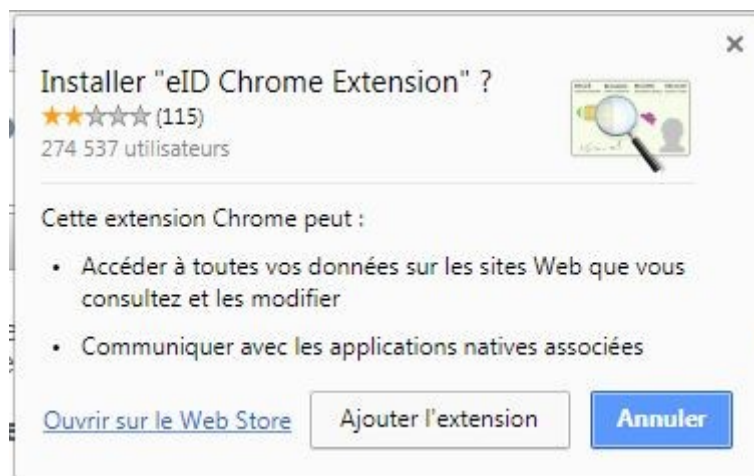 Installer "eID Chrome Extension" ?
(115)
274 537 utilisateurs
Cette extension Chrome peut :
• Accéder à toutes vos données sur les sites Web que vous
consultez et les modifier
• Communiquer avec les applications natives associées
Ouvrir sur le Web Store
Ajouter l'extension
Annuler